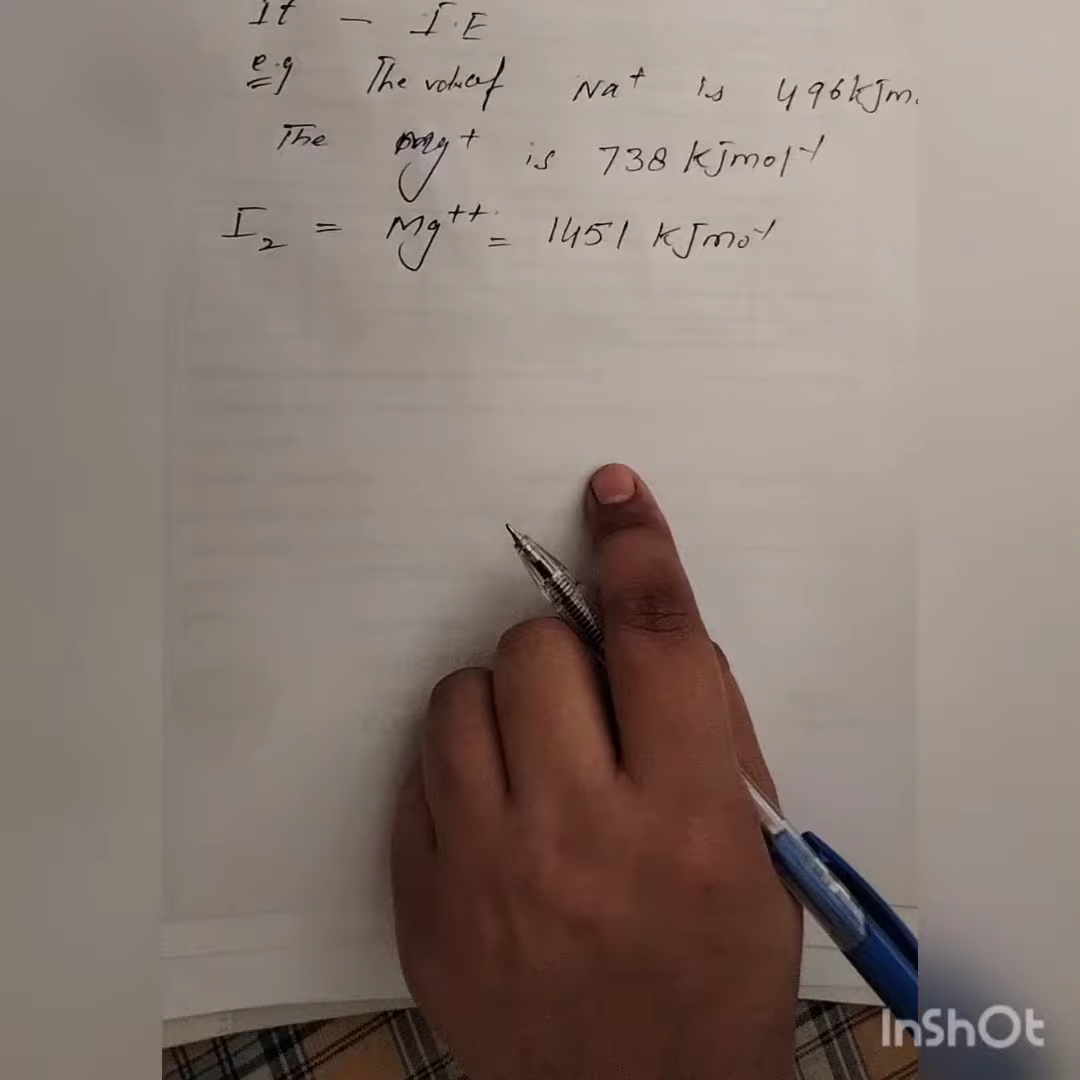 It — I.E
e.g The value of Na+ is 496 kJm.
The Mg+ is 738 kJmol-1
I2 = Mg++ = 1451 kJmo-1
InShOt